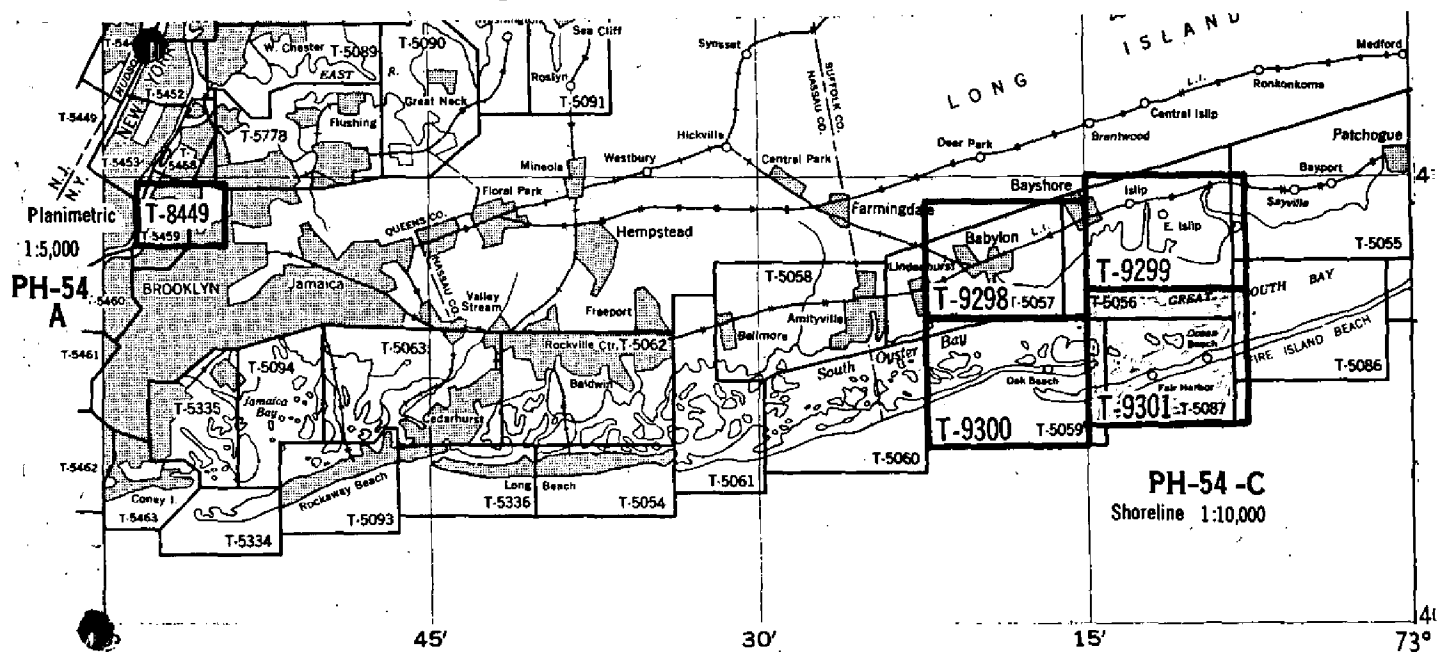 ISLAND
LONG
Medford
Ronkonkoma
Central Islip
Brentwood
Deer Park
L.I.
Patchogue
Bayport
Sayville
Syosset
Sea Cliff
Roslyn
T-5091
T-5090
W. Chester
T-5089
EAST R.
Great Neck
T-5778
Flushing
HUDSON
NEW YORK
T-5452
T-5449
T-5453
T-5458
N.J.
N.Y.
SUFFOLK CO.
NASSAU CO.
Hickville
Westbury
Mineola
Central Park
Floral Park
QUEENS CO.
NASSAU CO.
Farmingdale
Hempstead
Bayshore
Islip
E. Islip
T-5055
Planimetric
1:5,000
PH-54
A
T-8449
T-5459
BROOKLYN
Jamaica
T-5460
T-5461
T-5462
Valley
Stream
Freeport
T-5058
Babylon
Lindenhurst
L.I.
T-9298
T-5057
T-9299
T-5056
GREAT SOUTH BAY
Amityville
Bellmore
Rockville Ctr.
T-5062
T-5063
T-5094
T-5335
Jamaica
Bay
Baldwin
Cedarhurst
South Oyster Bay
Oak Beach
Ocean
Beach
FIRE ISLAND BEACH
Fair Harbor
T-5086
T-9300
T-5059
T-9301
T-5087
T-5060
T-5061
Coney I.
T-5463
T-5334
Rockaway Beach
T-5093
Long Beach
T-5336
T-5054
PH-54-C
Shoreline 1:10,000
45'
30'
15'
73°